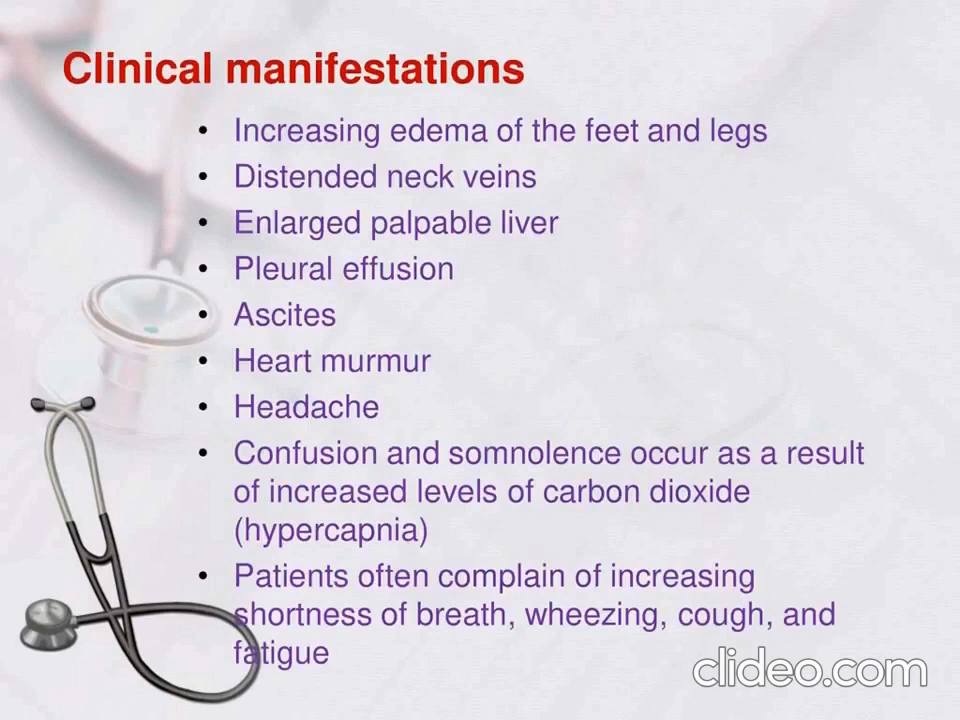 Clinical manifestations
• Increasing edema of the feet and legs
• Distended neck veins
• Enlarged palpable liver
• Pleural effusion
• Ascites
• Heart murmur
• Headache
• Confusion and somnolence occur as a result
of increased levels of carbon dioxide
(hypercapnia)
• Patients often complain of increasing
shortness of breath, wheezing, cough, and
fatigue
clideo.com